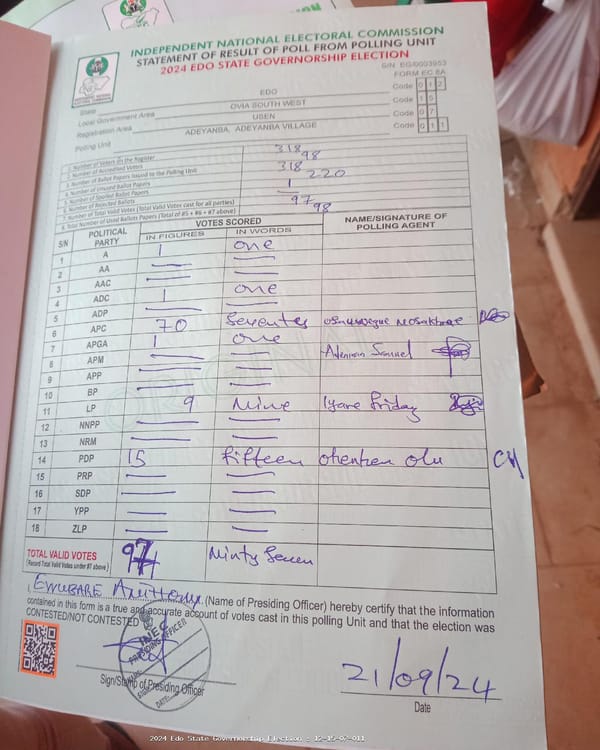 INDEPENDENT NATIONAL ELECTORAL COMMISSION
STATEMENT OF RESULT OF POLL FROM POLLING UNIT
2024 EDO STATE GOVERNORSHIP ELECTION
S/N EG/0003953
FORM EC 8A
State EDO Code 0 1 2
Local Government Area OVIA SOUTH WEST Code 1 5
Registration Area USEN Code 0 7
Polling Unit ADEYANBA, ADEYANBA VILLAGE Code 0 1 1
1. Number of Voters on the Register 318
2. Number of Accredited Voters 98
3. Number of Ballot Papers Issued to the Polling Unit 318
4. Number of Unused Ballot Papers 220
5. Number of Spoiled Ballot Papers
6. Number of Rejected Ballots 1
7. Number of Total Valid Votes (Total Valid Votes cast for all parties) 97
8. Total Number of Used Ballots Papers (Total of #5 + #6 + #7 above) 98
S/N POLITICAL PARTY VOTES SCORED NAME/SIGNATURE OF POLLING AGENT
IN FIGURES IN WORDS
1 A 1 one
2 AA
3 AAC
4 ADC 1 one
5 ADP
6 APC 70 Seventes
7 APGA 1 one
8 APM
9 APP
10 BP
11 LP 9 Nine Iyare friday
12 NNPP
13 NRM
14 PDP 15 fifteen
15 PRP
16 SDP
17 YPP
18 ZLP
TOTAL VALID VOTES 97 Ninty Seven
(Record Total Valid Votes under #7 above)
I, (Name of Presiding Officer) hereby certify that the information
contained in this form is a true and accurate account of votes cast in this polling Unit and that the election was
CONTESTED/NOT CONTESTED
INEC
PRESIDING OFFICER
DATE:
21/09/24
Sign/Stamp of Presiding Officer Date
2024 Edo State Governorship Election : 12-15-07-011